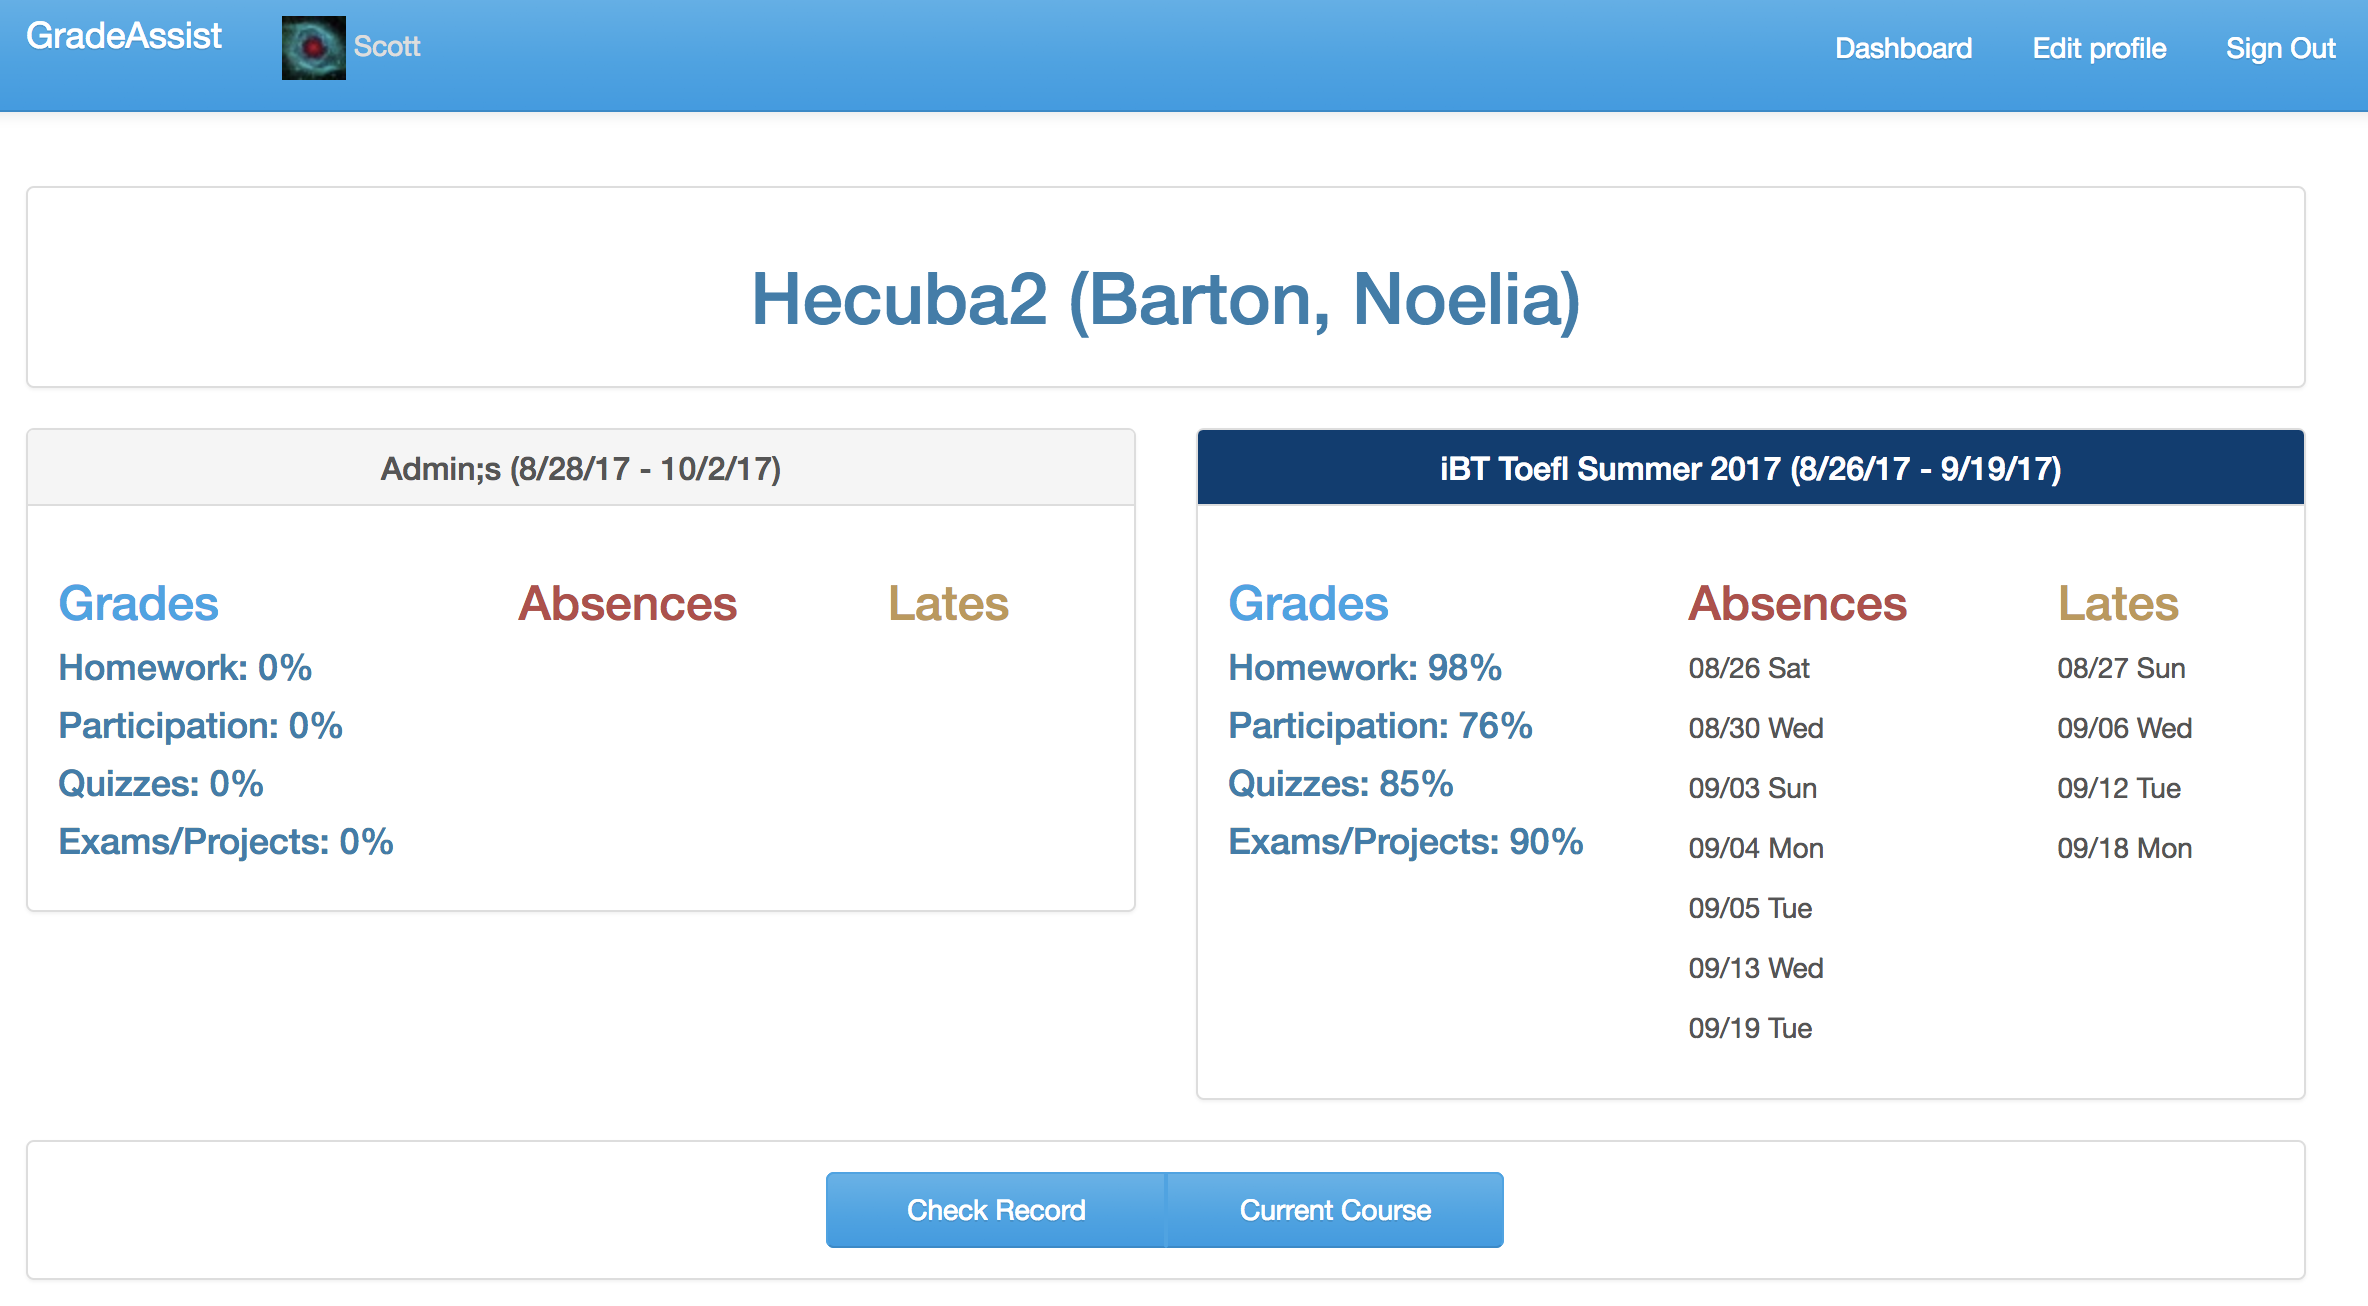 GradeAssist
Scott
Dashboard
Edit profile
Sign Out
Hecuba2 (Barton, Noelia)
Admin;s (8/28/17 - 10/2/17)
Grades
Homework: 0%
Participation: 0%
Quizzes: 0%
Exams/Projects: 0%
Absences
Lates
iBT Toefl Summer 2017 (8/26/17 - 9/19/17)
Grades
Homework: 98%
Participation: 76%
Quizzes: 85%
Exams/Projects: 90%
Absences
08/26 Sat
08/30 Wed
09/03 Sun
09/04 Mon
09/05 Tue
09/13 Wed
09/19 Tue
Lates
08/27 Sun
09/06 Wed
09/12 Tue
09/18 Mon
Check Record
Current Course